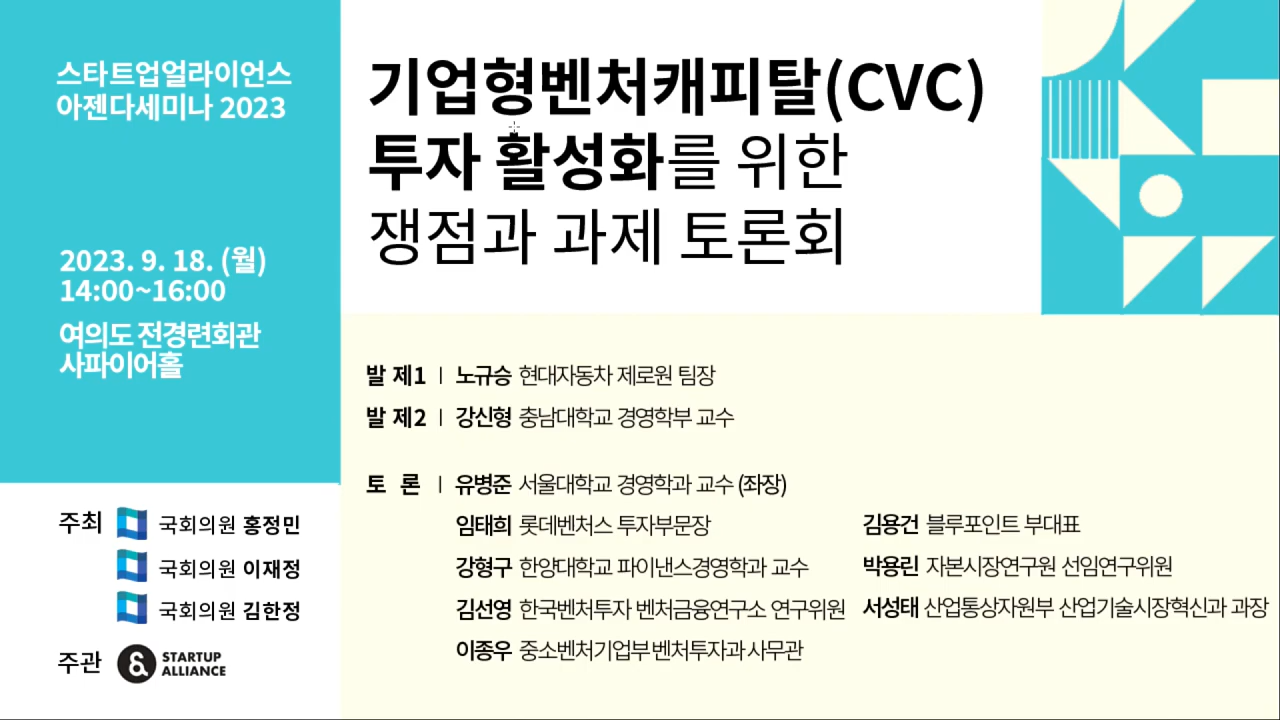 스타트업얼라이언스
아젠다세미나 2023
2023. 9. 18. (월)
14:00~16:00
여의도 전경련회관
사파이어홀
주최 국회의원 홍정민
국회의원 이재정
국회의원 김한정
주관 STARTUP
ALLIANCE
기업형벤처캐피탈(CVC)
투자 활성화를 위한
쟁점과 과제 토론회
발 제1 | 노규승 현대자동차 제로원 팀장
발 제2 | 강신형 충남대학교 경영학부 교수
토 론 | 유병준 서울대학교 경영학과 교수 (좌장)
임태희 롯데벤처스 투자부문장
강형구 한양대학교 파이낸스경영학과 교수
김선영 한국벤처투자 벤처금융연구소 연구위원
이종우 중소벤처기업부 벤처투자과 사무관
김용건 블루포인트 부대표
박용린 자본시장연구원 선임연구위원
서성태 산업통상자원부 산업기술시장혁신과 과장